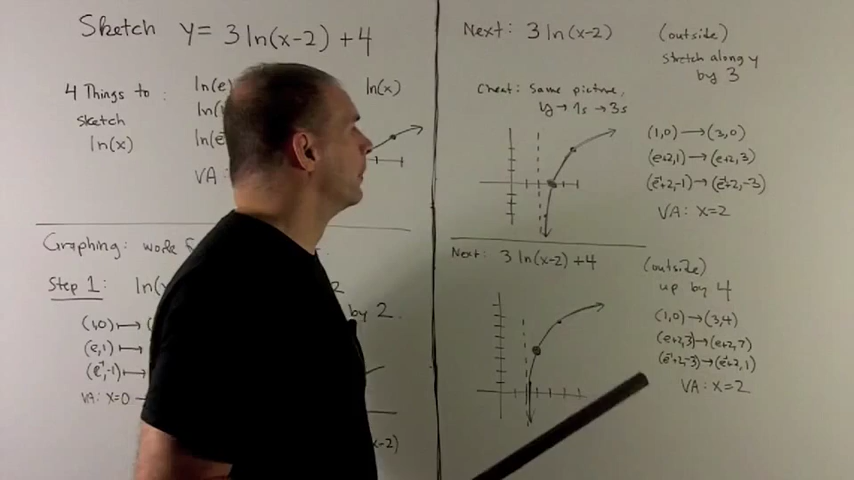 Sketch y= 3 ln(x-2) + 4
4 Things to :
sketch
ln(x)
ln(e
ln(
ln(e
VA:
ln(x)
Graphing: work
Step 1: ln(x
by 2.
(1,0) ↦ (
(e,1) ↦
(e⁻¹,-1) ↦
VA: x=0
x-2)
Next: 3 ln(x-2) (outside)
stretch along y
by 3
Cheat: same picture,
y → 1s → 3s
(1,0) → (3,0)
(e+2,1) → (e+2,3)
(e⁻¹+2,-1) → (e⁻¹+2,-3)
VA: x=2
Next: 3 ln(x-2) +4 (outside)
up by 4
(1,0) → (3,4)
(e+2,3) → (e+2,7)
(e⁻¹+2,-3) → (e⁻¹+2,1)
VA: x=2